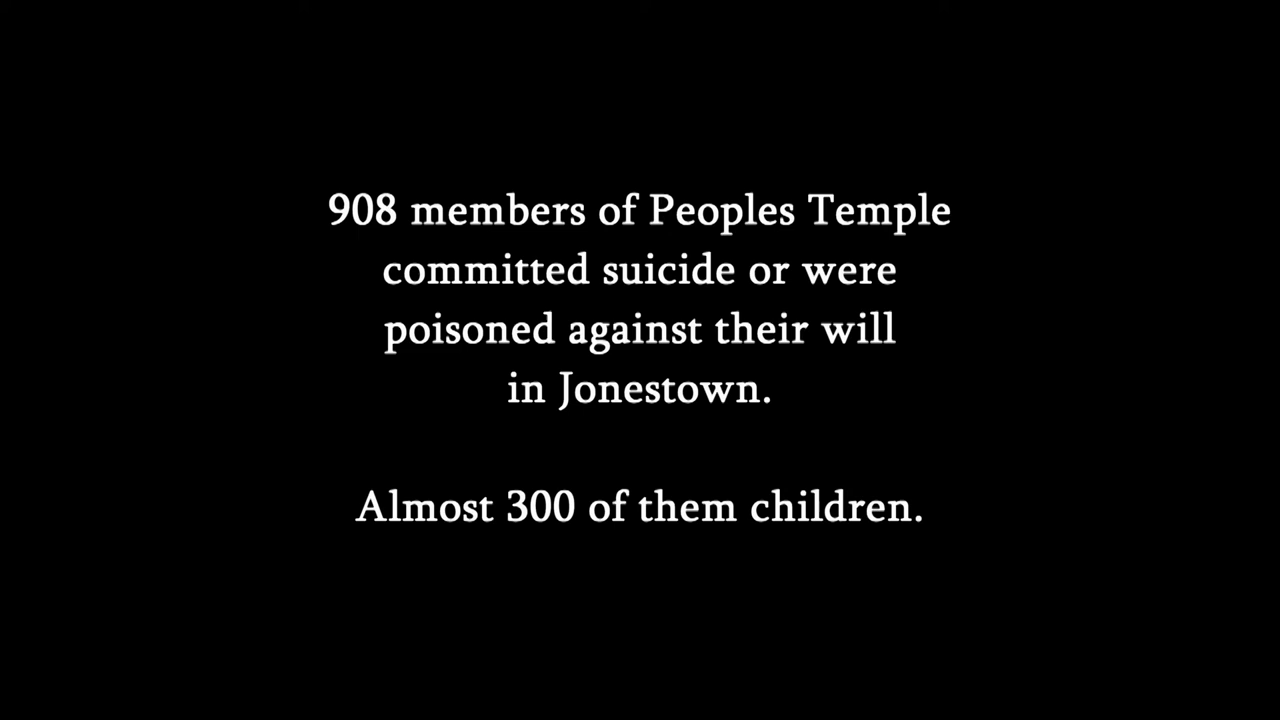 908 members of Peoples Temple
committed suicide or were
poisoned against their will
in Jonestown.
Almost 300 of them children.